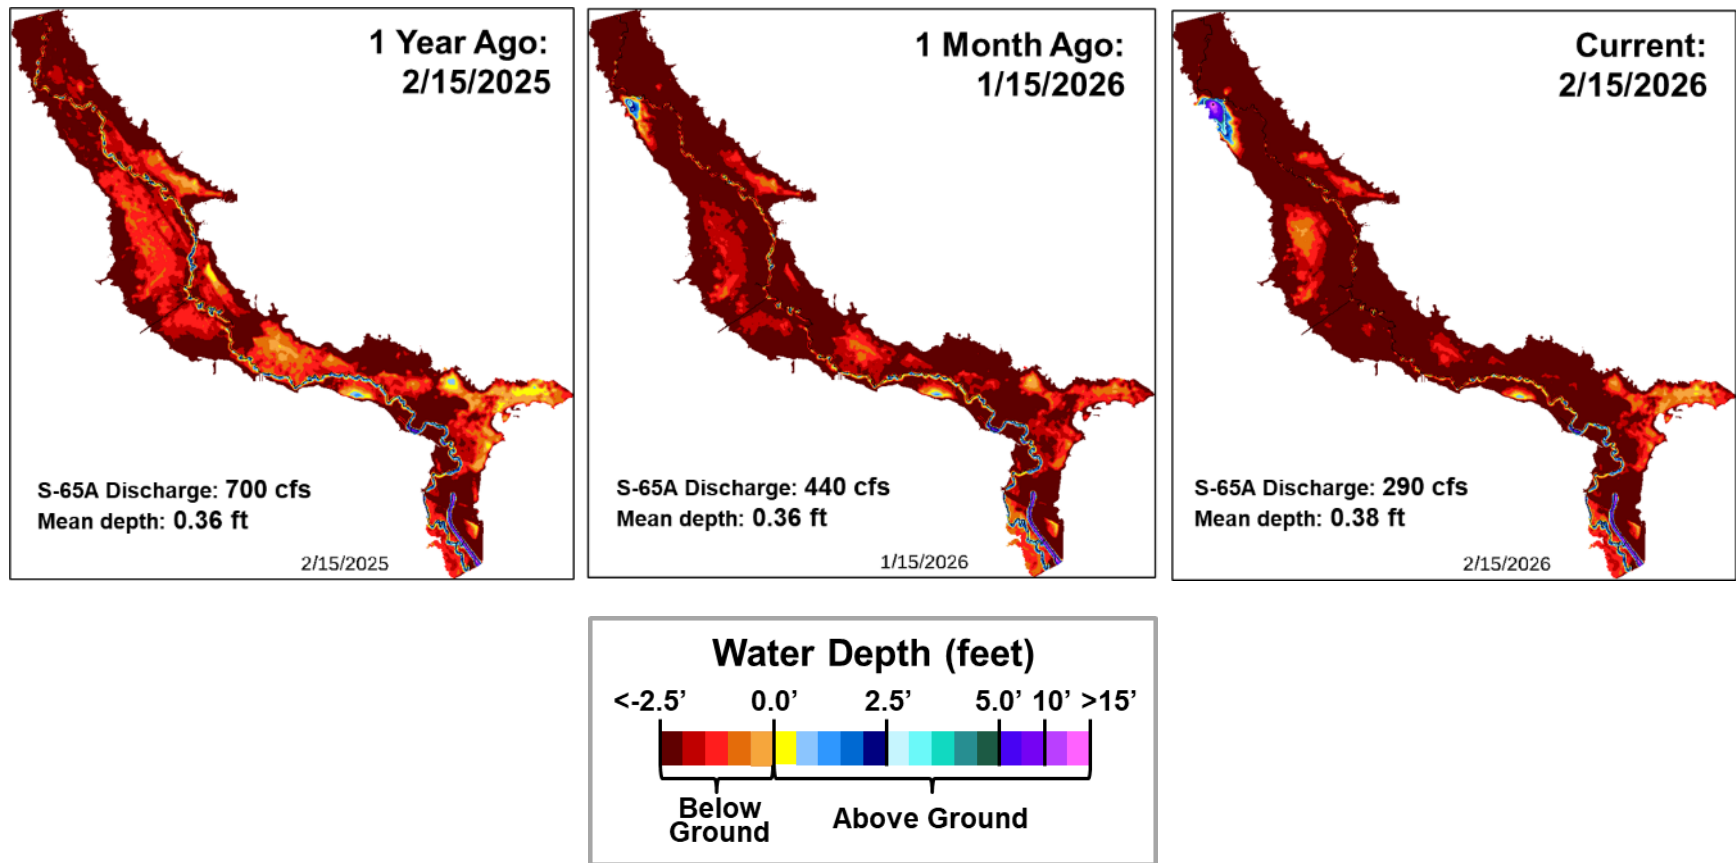 1 Year Ago:
2/15/2025
S-65A Discharge: 700 cfs
Mean depth: 0.36 ft
2/15/2025
1 Month Ago:
1/15/2026
S-65A Discharge: 440 cfs
Mean depth: 0.36 ft
1/15/2026
Current:
2/15/2026
S-65A Discharge: 290 cfs
Mean depth: 0.38 ft
2/15/2026
Water Depth (feet)
<-2.5’ 0.0’ 2.5’ 5.0’ 10’ >15’
Below
Ground
Above Ground